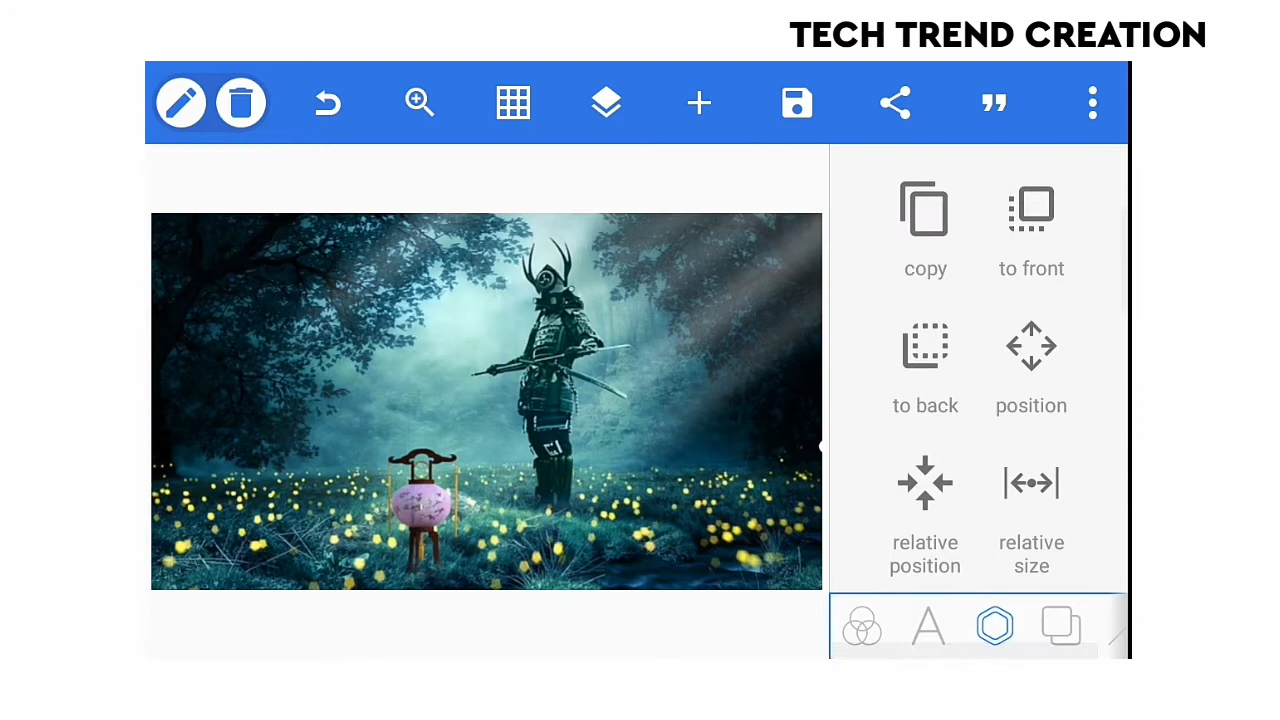 TECH TREND CREATION
copy
to front
to back
position
relative
position
relative
size